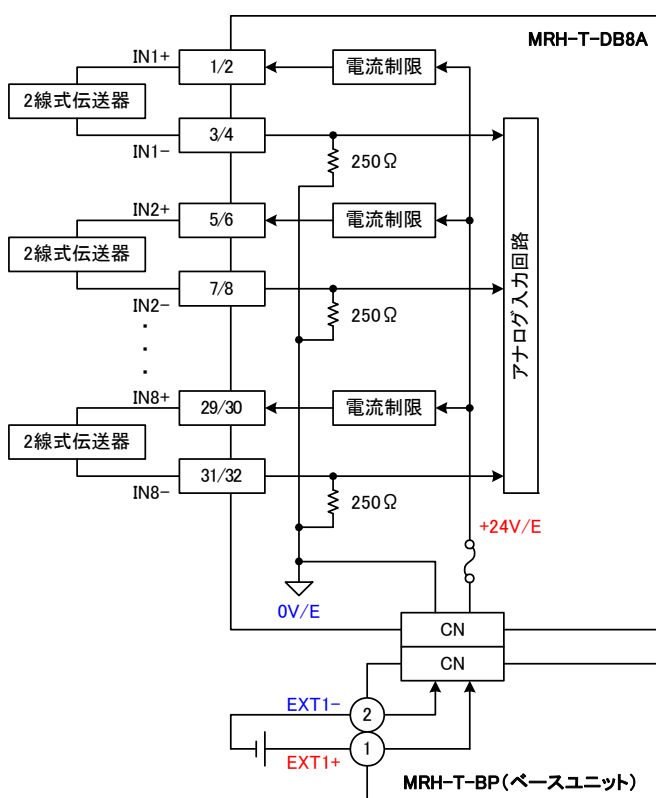 MRH-T-DB8A
IN1+
1/2
電流制限
2線式伝送器
3/4
IN1-
250Ω
IN2+
5/6
電流制限
2線式伝送器
7/8
IN2-
250Ω
アナログ入力回路
IN8+
29/30
電流制限
2線式伝送器
31/32
IN8-
250Ω
+24V/E
0V/E
CN
CN
EXT1-
2
1
EXT1+
MRH-T-BP(ベースユニット)